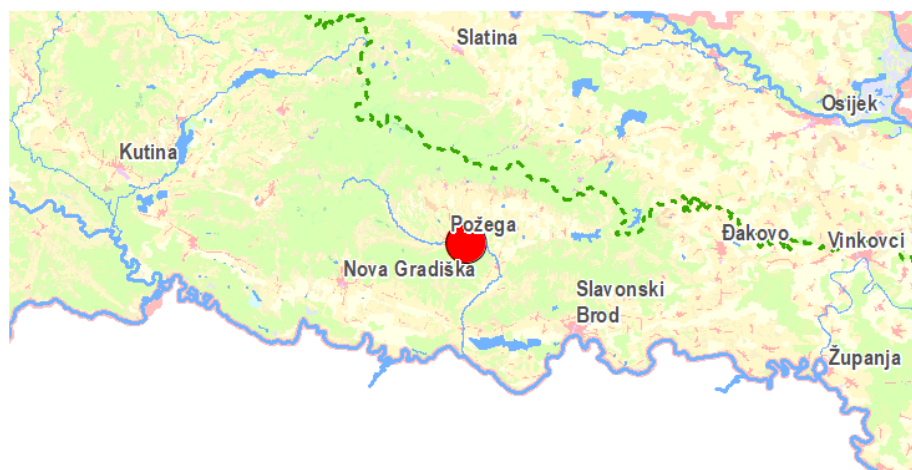 Slatina
Osijek
Kutina
Požega
Đakovo
Vinkovci
Nova Gradiška
Slavonski
Brod
Županja